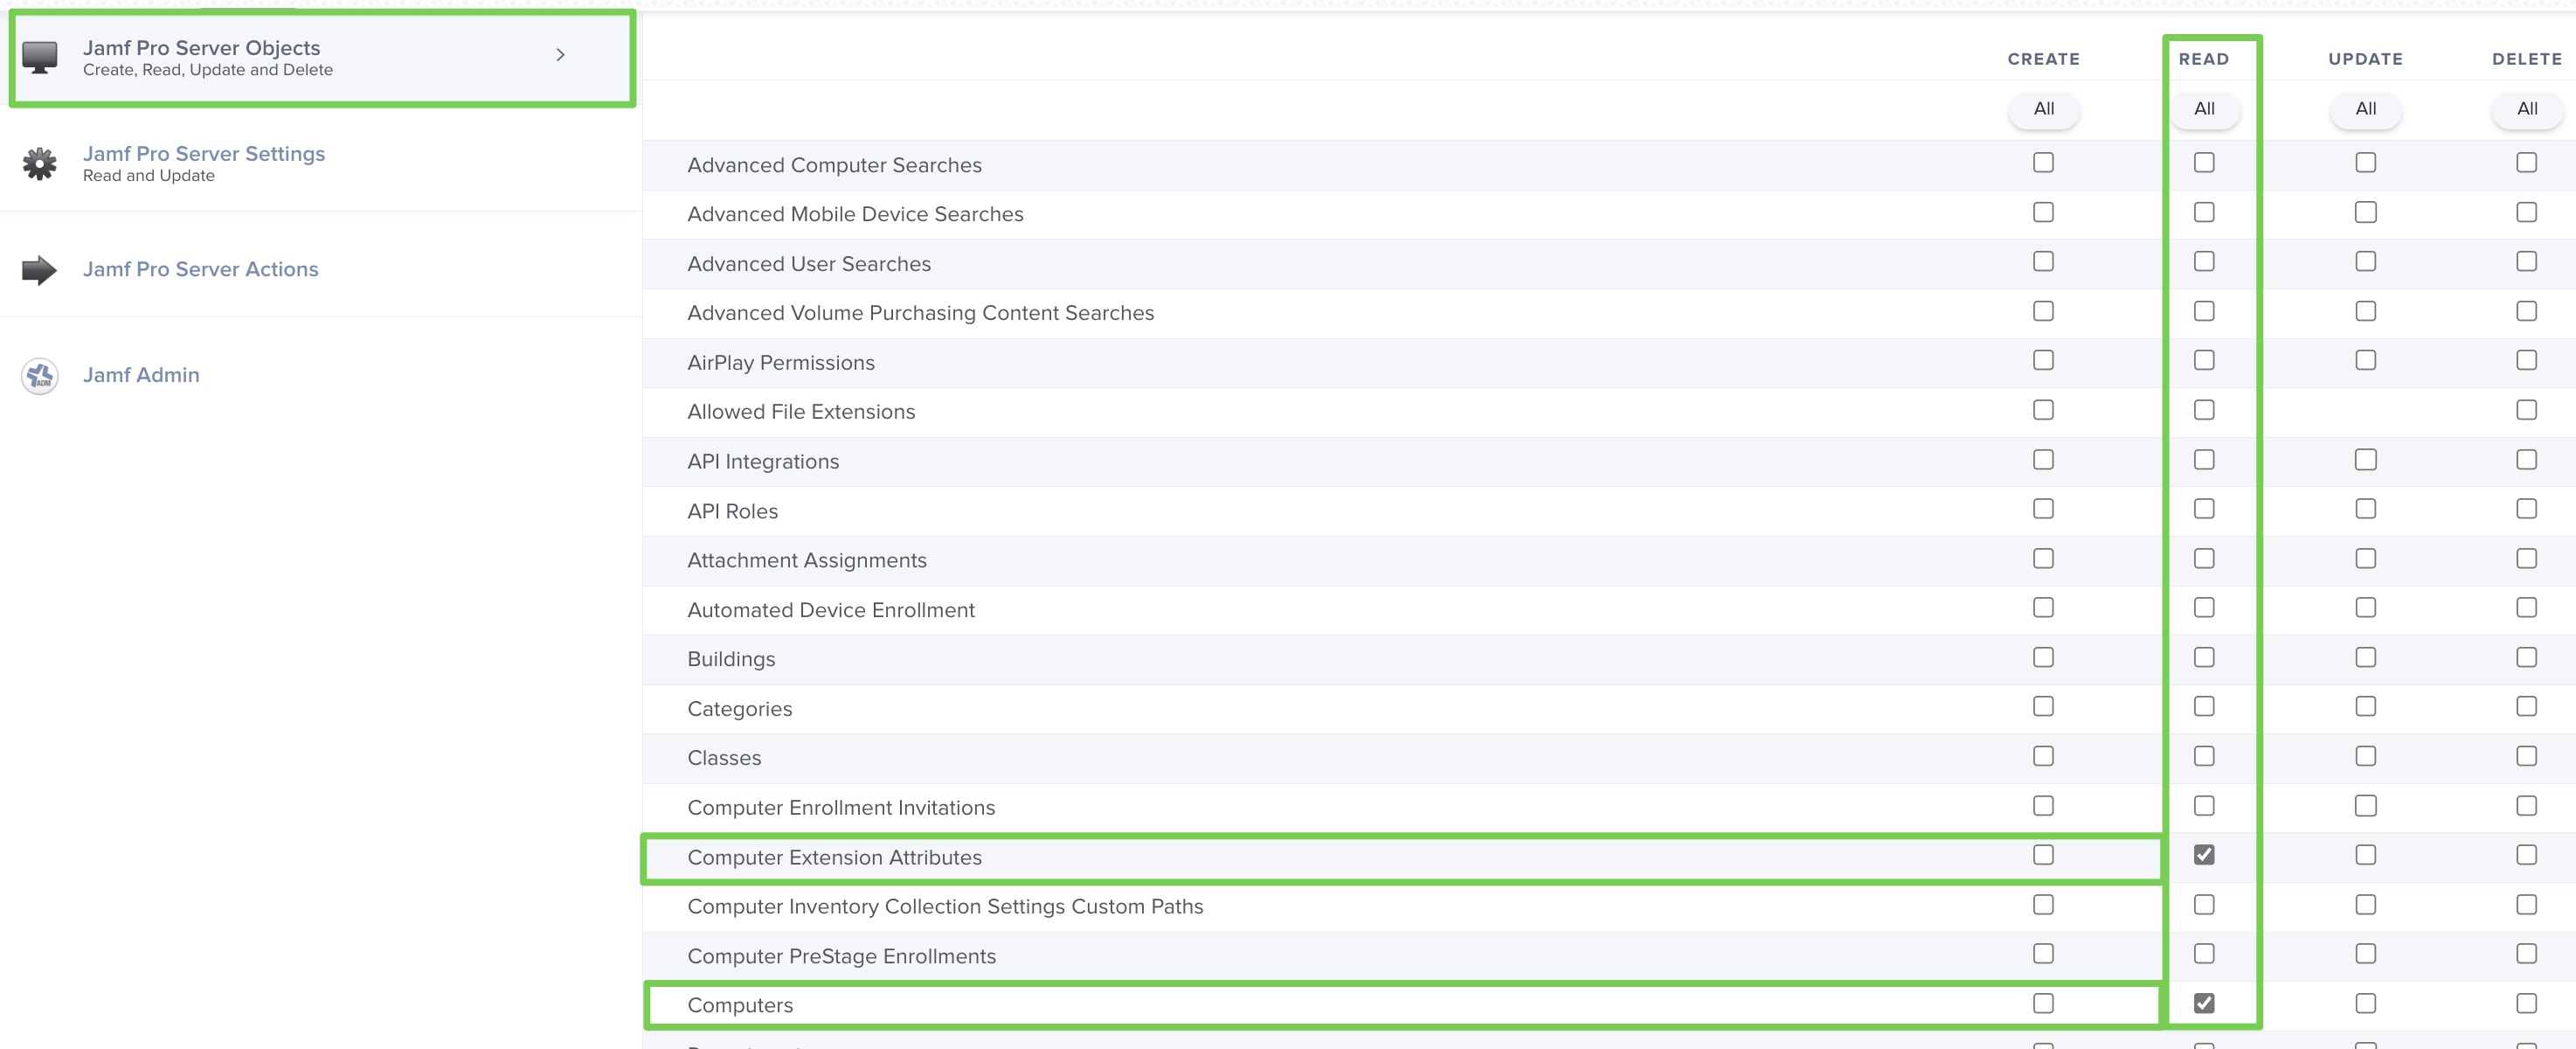 Jamf Pro Server Objects
Create, Read, Update and Delete
Jamf Pro Server Settings
Read and Update
Jamf Pro Server Actions
ADM
Jamf Admin
CREATE READ UPDATE DELETE
All All All All
Advanced Computer Searches
Advanced Mobile Device Searches
Advanced User Searches
Advanced Volume Purchasing Content Searches
AirPlay Permissions
Allowed File Extensions
API Integrations
API Roles
Attachment Assignments
Automated Device Enrollment
Buildings
Categories
Classes
Computer Enrollment Invitations
Computer Extension Attributes
Computer Inventory Collection Settings Custom Paths
Computer PreStage Enrollments
Computers